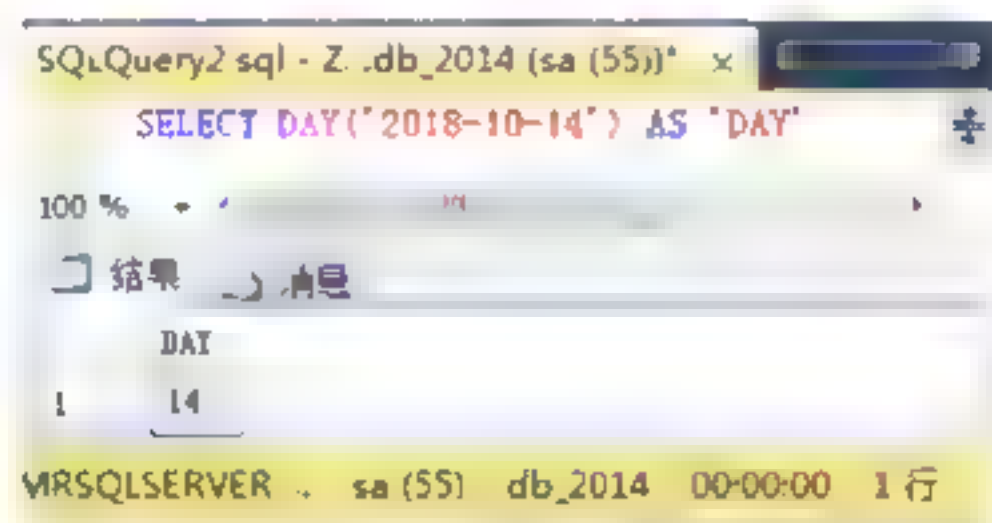 SQLQuery2.sql - Z...db_2014 (sa (55))*
SELECT DAY('2018-10-14') AS 'DAY'
100 %
结果 消息
DAY
1 14
MRSQLSERVER ... sa (55) db_2014 00:00:00 1 行